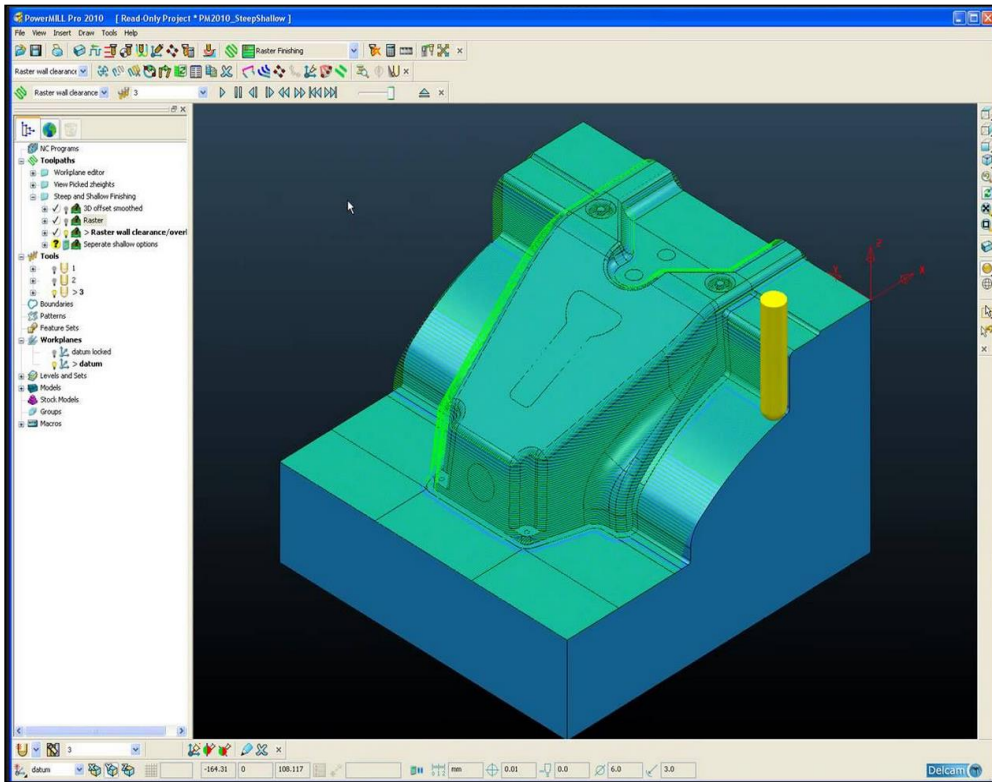 PowerMILL Pro 2010 [ Read-Only Project * PM2010_SteepShallow ]
File View Insert Draw Tools Help
Raster Finishing
Raster wall clearanc
Raster wall clearance 3
NC Programs
Toolpaths
Workplane editor
View Picked zheights
Steep and Shallow Finishing
3D offset smoothed
Raster
> Raster wall clearance/overl
Seperate shallow options
Tools
1
2
> 3
Boundaries
Patterns
Feature Sets
Workplanes
datum locked
> datum
Levels and Sets
Models
Stock Models
Groups
Macros
Z
X
3
datum -164.31 0 108.117 mm 0.01 0.0 6.0 3.0
Delcam